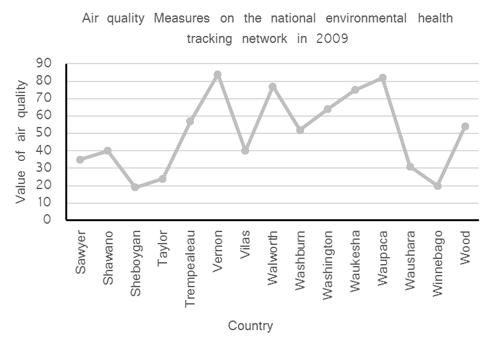 Air quality Measures on the national environmental health
tracking network in 2009
Value of air quality
90
80
70
60
50
40
30
20
10
0
Sawyer
Shawano
Sheboygan
Taylor
Trempealeau
Vernon
Vilas
Walworth
Washburn
Washington
Waukesha
Waupaca
Waushara
Winnebago
Wood
Country